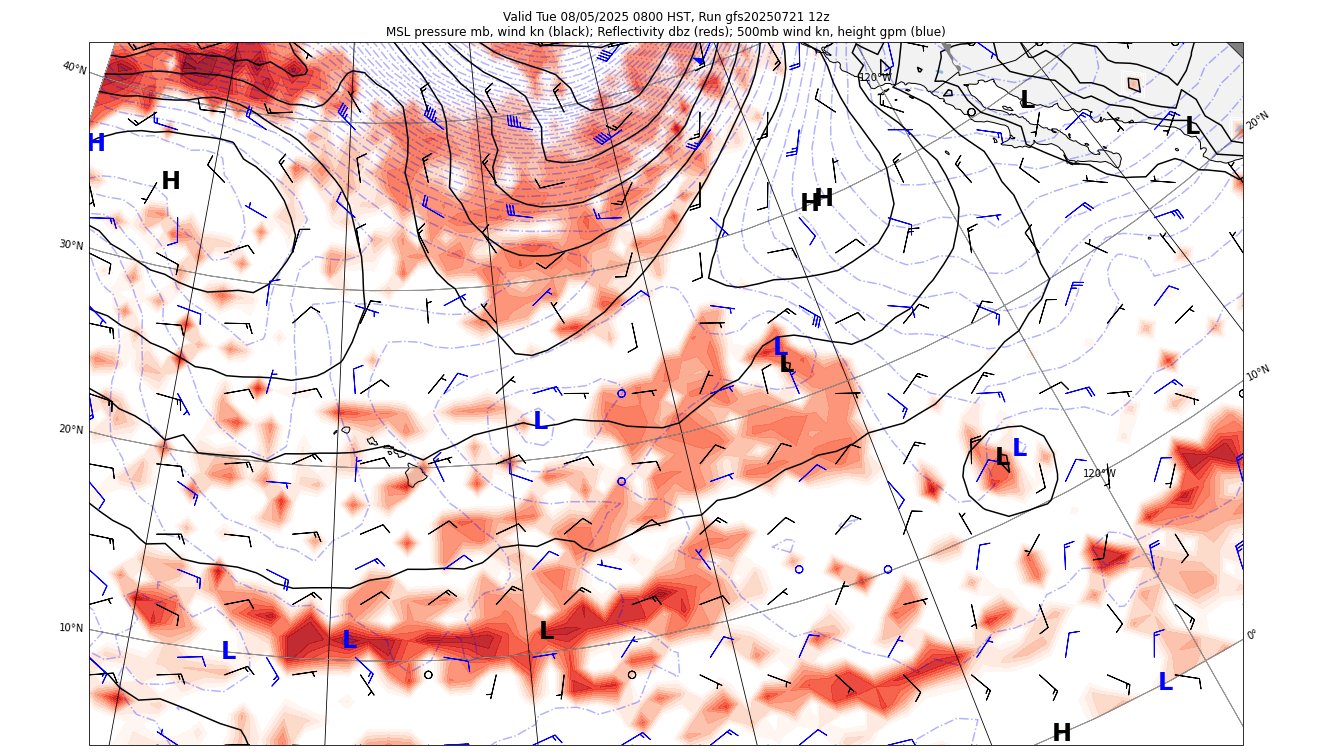 Valid Tue 08/05/2025 0800 HST, Run gfs20250721 12z
MSL pressure mb, wind kn (black); Reflectivity dbz (reds); 500mb wind kn, height gpm (blue)
40°N
120°W
L
20°N
L
H
H
H H
30°N
L
L
10°N
L
20°N
L
L
120°W
10°N
L
L
L
0°
L
H